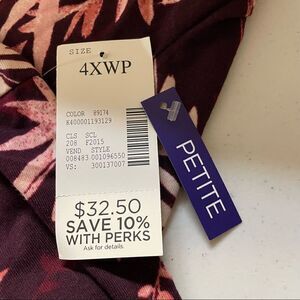 SIZE
4XWP
COLOR 89174
K400001193129
CLS SCL
208 F2015
VEND STYLE
008483.001096550
VS: 300137007
$32.50
SAVE 10%
WITH PERKS
Ask for details.
PETITE